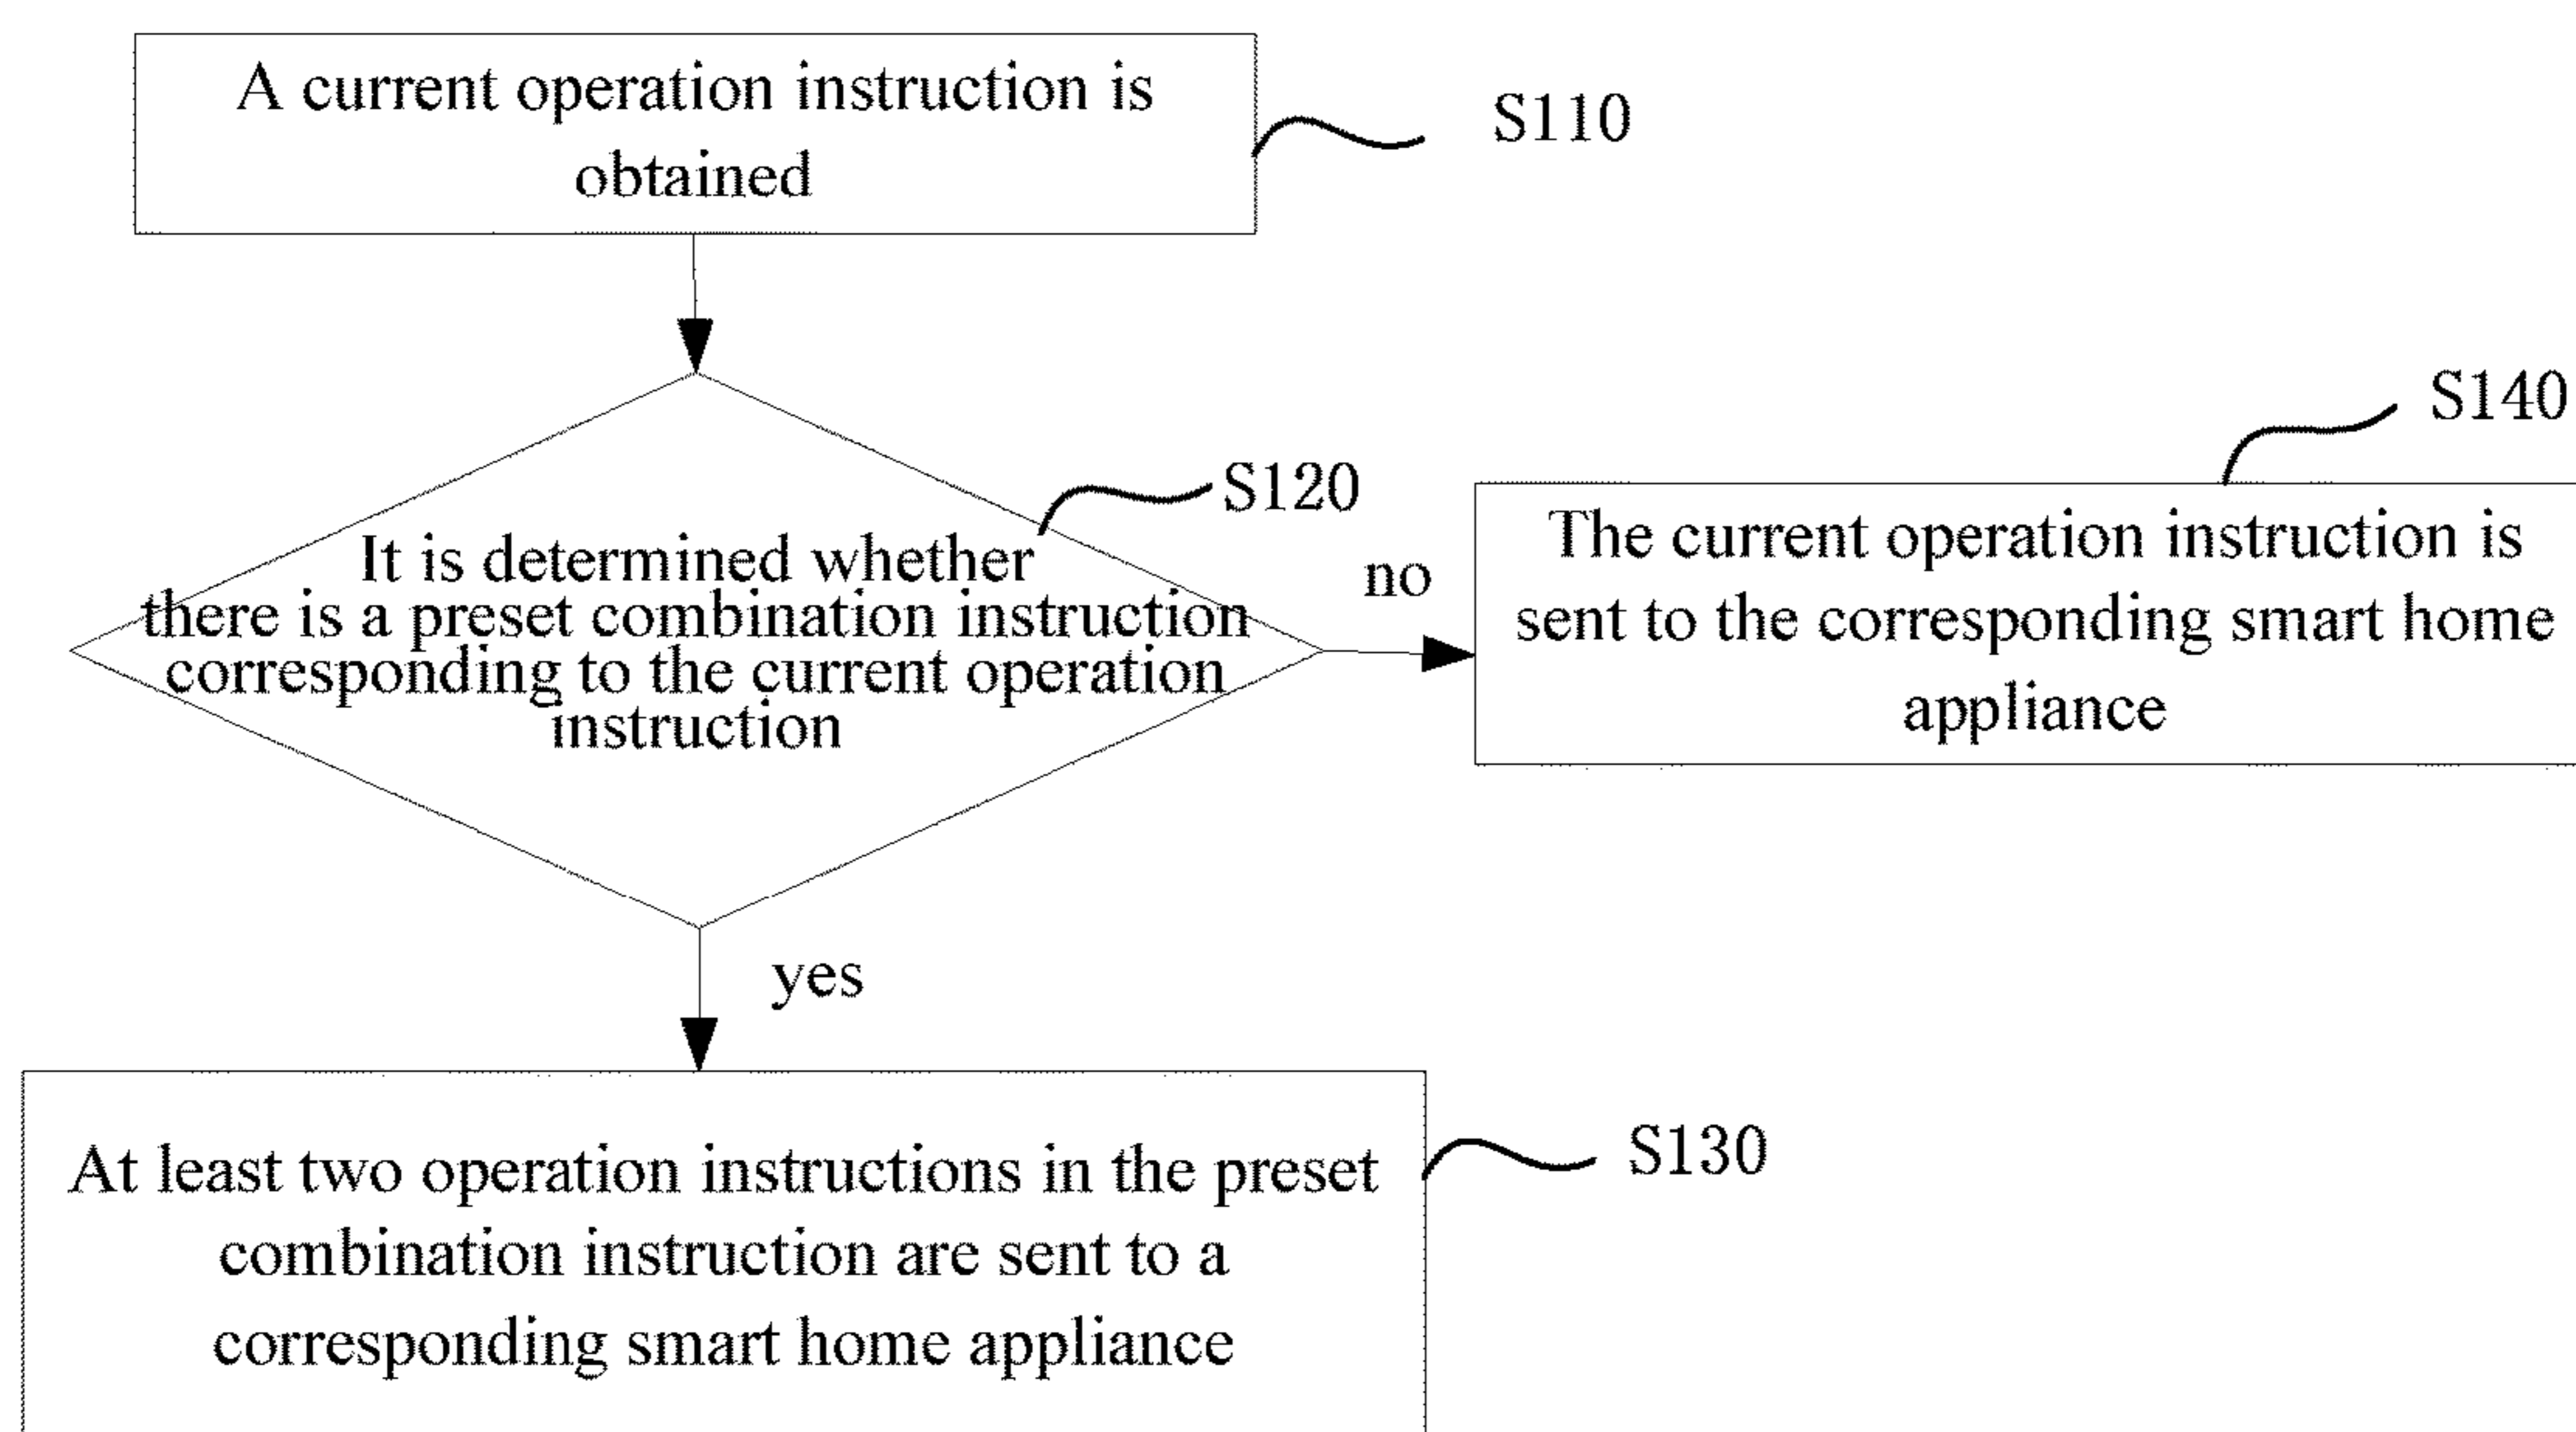 A current operation instruction is
obtained
S110
S120
It is determined whether
there is a preset combination instruction
corresponding to the current operation
instruction
no
S140
The current operation instruction is
sent to the corresponding smart home
appliance
yes
At least two operation instructions in the preset
combination instruction are sent to a
corresponding smart home appliance
S130